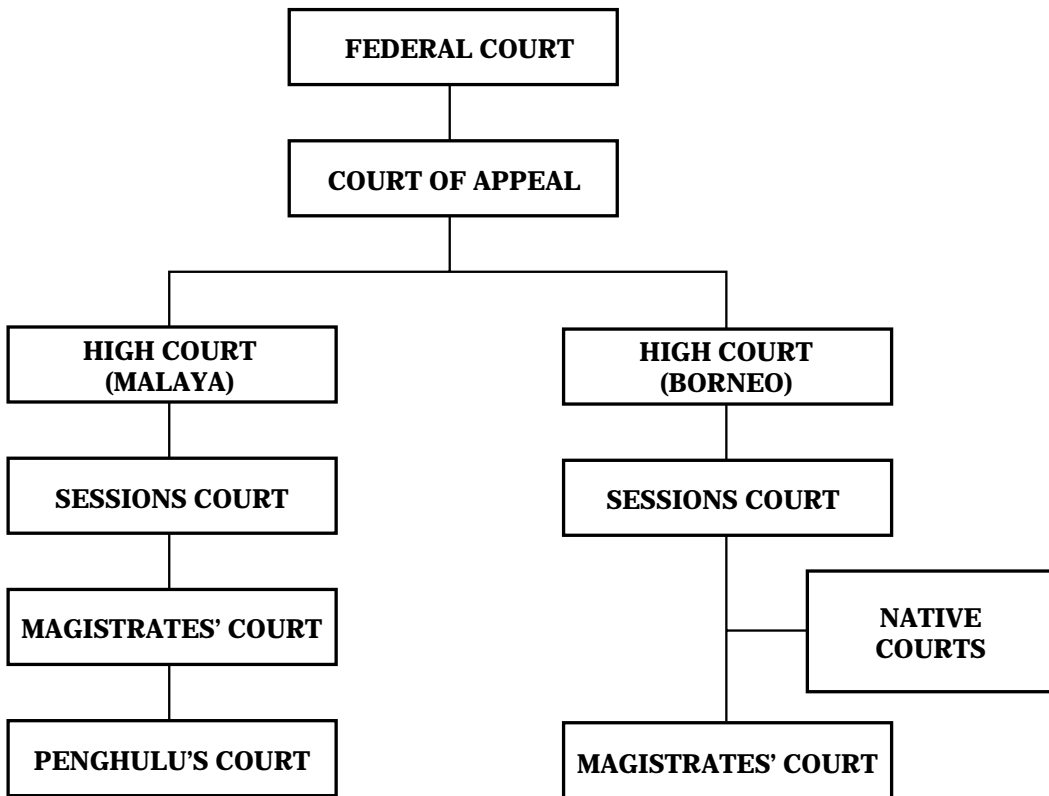 FEDERAL COURT
COURT OF APPEAL
HIGH COURT
(MALAYA)
HIGH COURT
(BORNEO)
SESSIONS COURT
SESSIONS COURT
MAGISTRATES’ COURT
NATIVE
COURTS
PENGHULU’S COURT
MAGISTRATES’ COURT